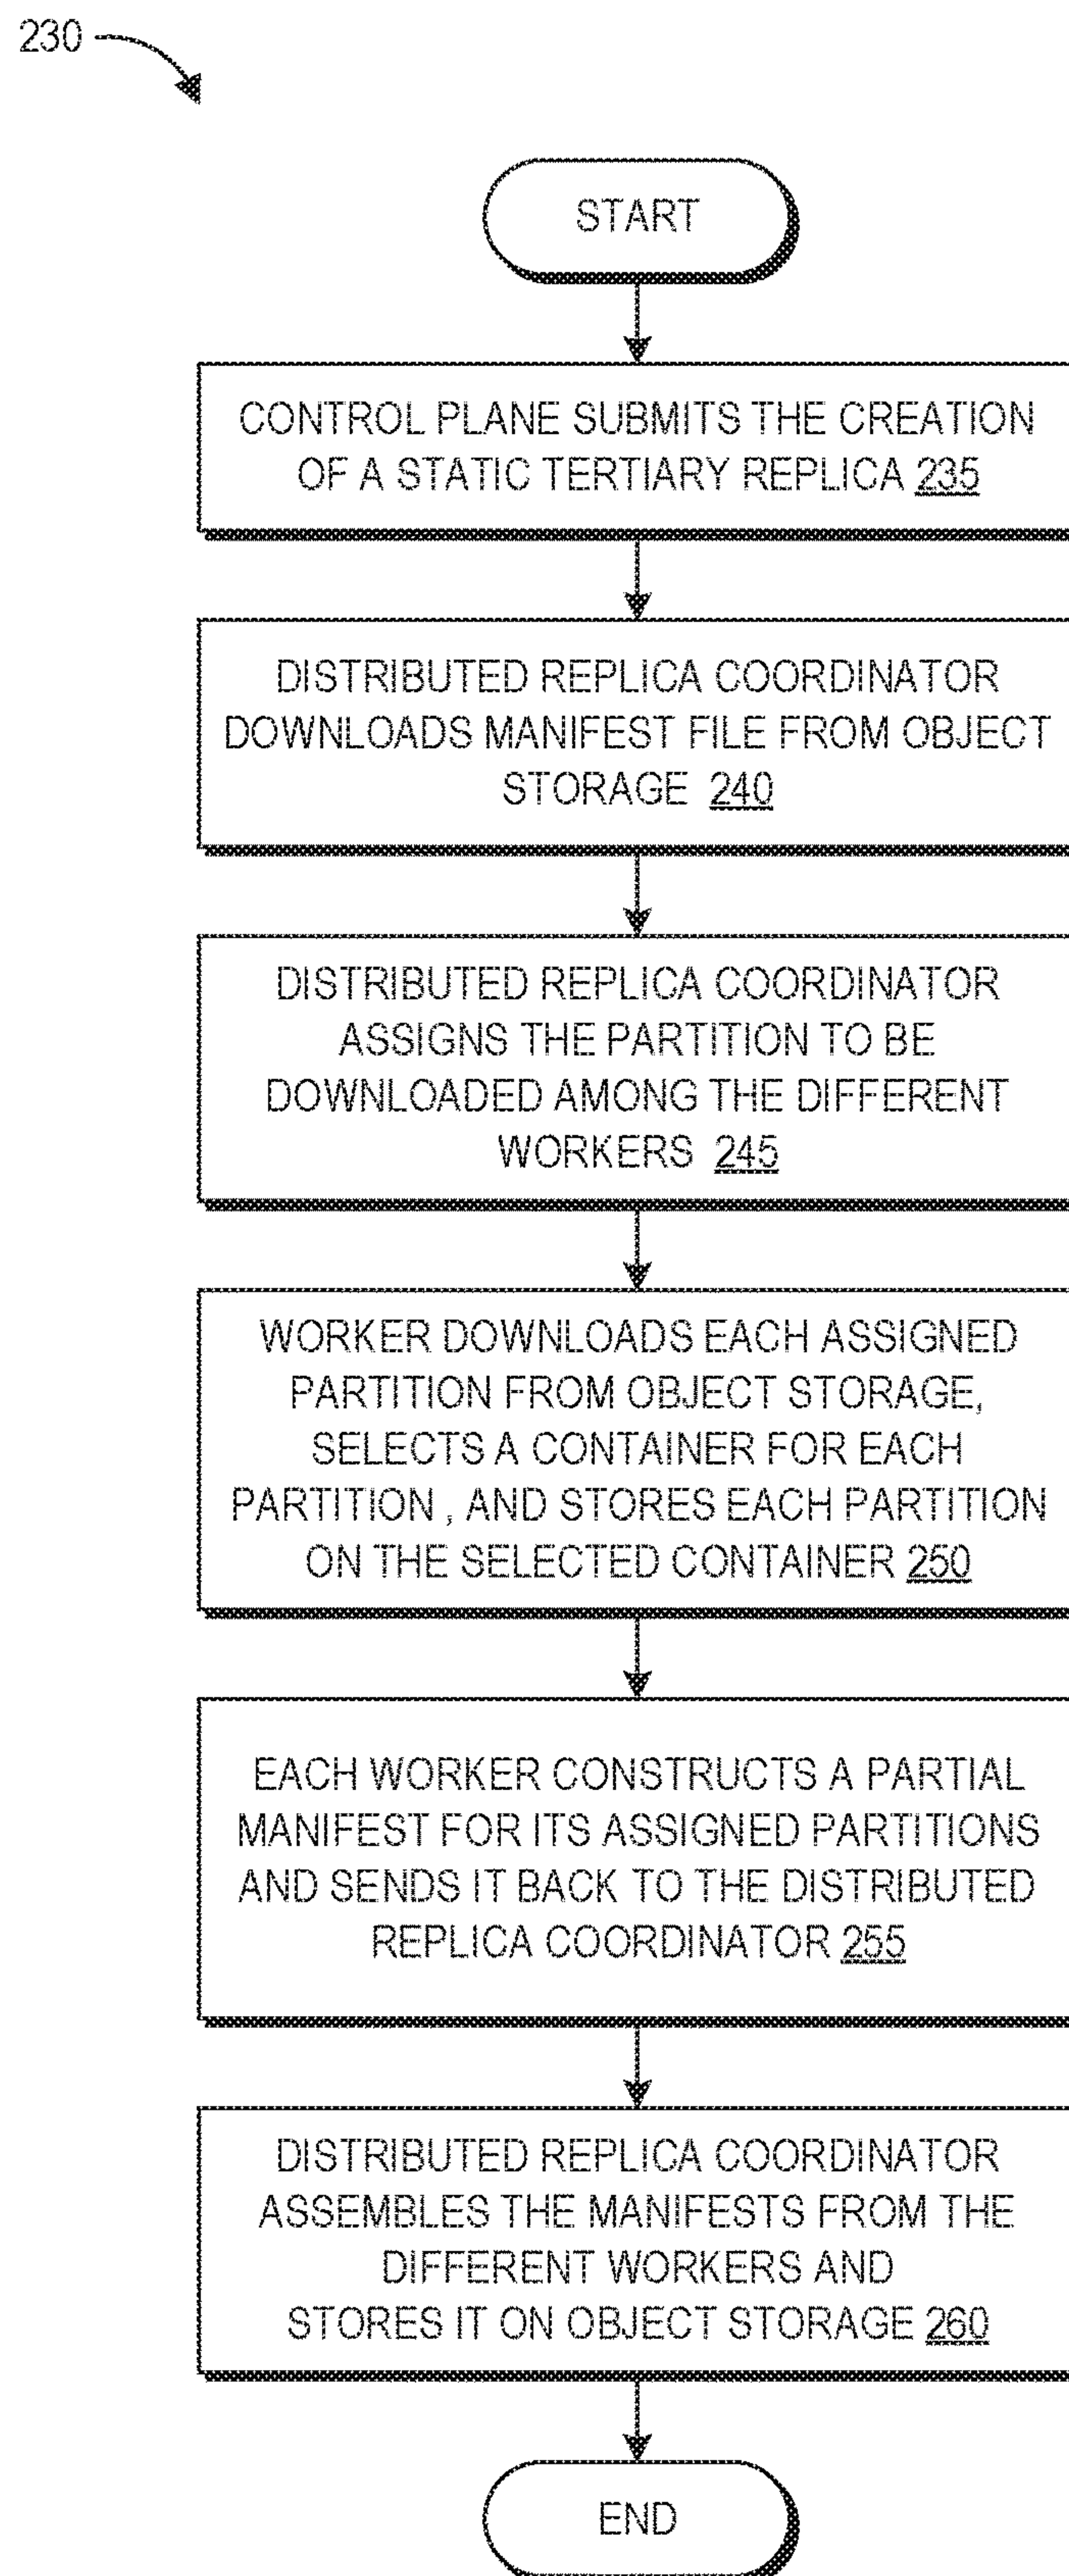 230
START
CONTROL PLANE SUBMITS THE CREATION
OF A STATIC TERTIARY REPLICA 235
DISTRIBUTED REPLICA COORDINATOR
DOWNLOADS MANIFEST FILE FROM OBJECT
STORAGE 240
DISTRIBUTED REPLICA COORDINATOR
ASSIGNS THE PARTITION TO BE
DOWNLOADED AMONG THE DIFFERENT
WORKERS 245
WORKER DOWNLOADS EACH ASSIGNED
PARTITION FROM OBJECT STORAGE,
SELECTS A CONTAINER FOR EACH
PARTITION , AND STORES EACH PARTITION
ON THE SELECTED CONTAINER 250
EACH WORKER CONSTRUCTS A PARTIAL
MANIFEST FOR ITS ASSIGNED PARTITIONS
AND SENDS IT BACK TO THE DISTRIBUTED
REPLICA COORDINATOR 255
DISTRIBUTED REPLICA COORDINATOR
ASSEMBLES THE MANIFESTS FROM THE
DIFFERENT WORKERS AND
STORES IT ON OBJECT STORAGE 260
END